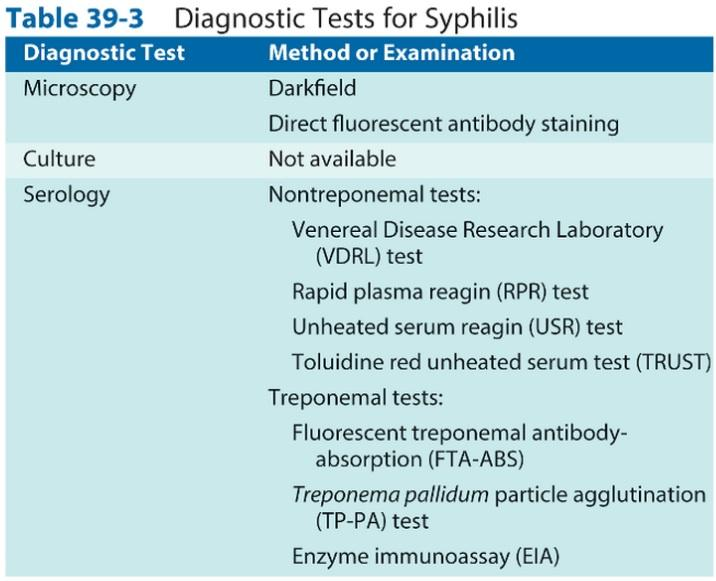 Table 39-3 Diagnostic Tests for Syphilis
Diagnostic Test Method or Examination
Microscopy Darkfield
Direct fluorescent antibody staining
Culture Not available
Serology Nontreponemal tests:
Venereal Disease Research Laboratory
(VDRL) test
Rapid plasma reagin (RPR) test
Unheated serum reagin (USR) test
Toluidine red unheated serum test (TRUST)
Treponemal tests:
Fluorescent treponemal antibody-
absorption (FTA-ABS)
Treponema pallidum particle agglutination
(TP-PA) test
Enzyme immunoassay (EIA)